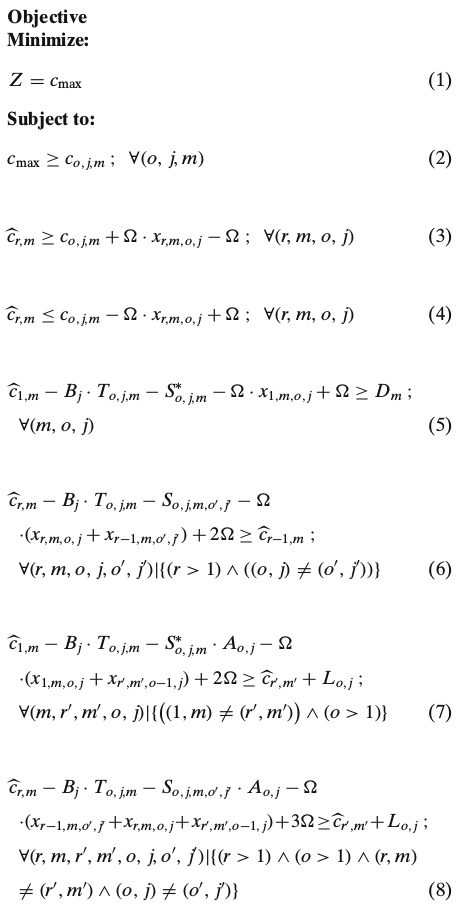 Objective
Minimize:
Z = c_max (1)
Subject to:
c_max ≥ c_{o,j,m} ; ∀(o, j, m) (2)
ĉ_{r,m} ≥ c_{o,j,m} + Ω · x_{r,m,o,j} − Ω ; ∀(r, m, o, j) (3)
ĉ_{r,m} ≤ c_{o,j,m} − Ω · x_{r,m,o,j} + Ω ; ∀(r, m, o, j) (4)
ĉ_{1,m} − B_j · T_{o,j,m} − S*_{o,j,m} − Ω · x_{1,m,o,j} + Ω ≥ D_m ;
∀(m, o, j) (5)
ĉ_{r,m} − B_j · T_{o,j,m} − S_{o,j,m,o′,j′} − Ω
·(x_{r,m,o,j} + x_{r−1,m,o′,j′}) + 2Ω ≥ ĉ_{r−1,m} ;
∀(r, m, o, j, o′, j′)|{(r > 1) ∧ ((o, j) ≠ (o′, j′))} (6)
ĉ_{1,m} − B_j · T_{o,j,m} − S*_{o,j,m} · A_{o,j} − Ω
·(x_{1,m,o,j} + x_{r′,m′,o−1,j}) + 2Ω ≥ ĉ_{r′,m′} + L_{o,j} ;
∀(m, r′, m′, o, j)|{((1, m) ≠ (r′, m′)) ∧ (o > 1)} (7)
ĉ_{r,m} − B_j · T_{o,j,m} − S_{o,j,m,o′,j′} · A_{o,j} − Ω
·(x_{r−1,m,o′,j′}+x_{r,m,o,j}+x_{r′,m′,o−1,j})+3Ω≥ĉ_{r′,m′}+L_{o,j} ;
∀(r, m, r′, m′, o, j, o′, j′)|{(r > 1) ∧ (o > 1) ∧ (r, m)
≠ (r′, m′) ∧ (o, j) ≠ (o′, j′)} (8)